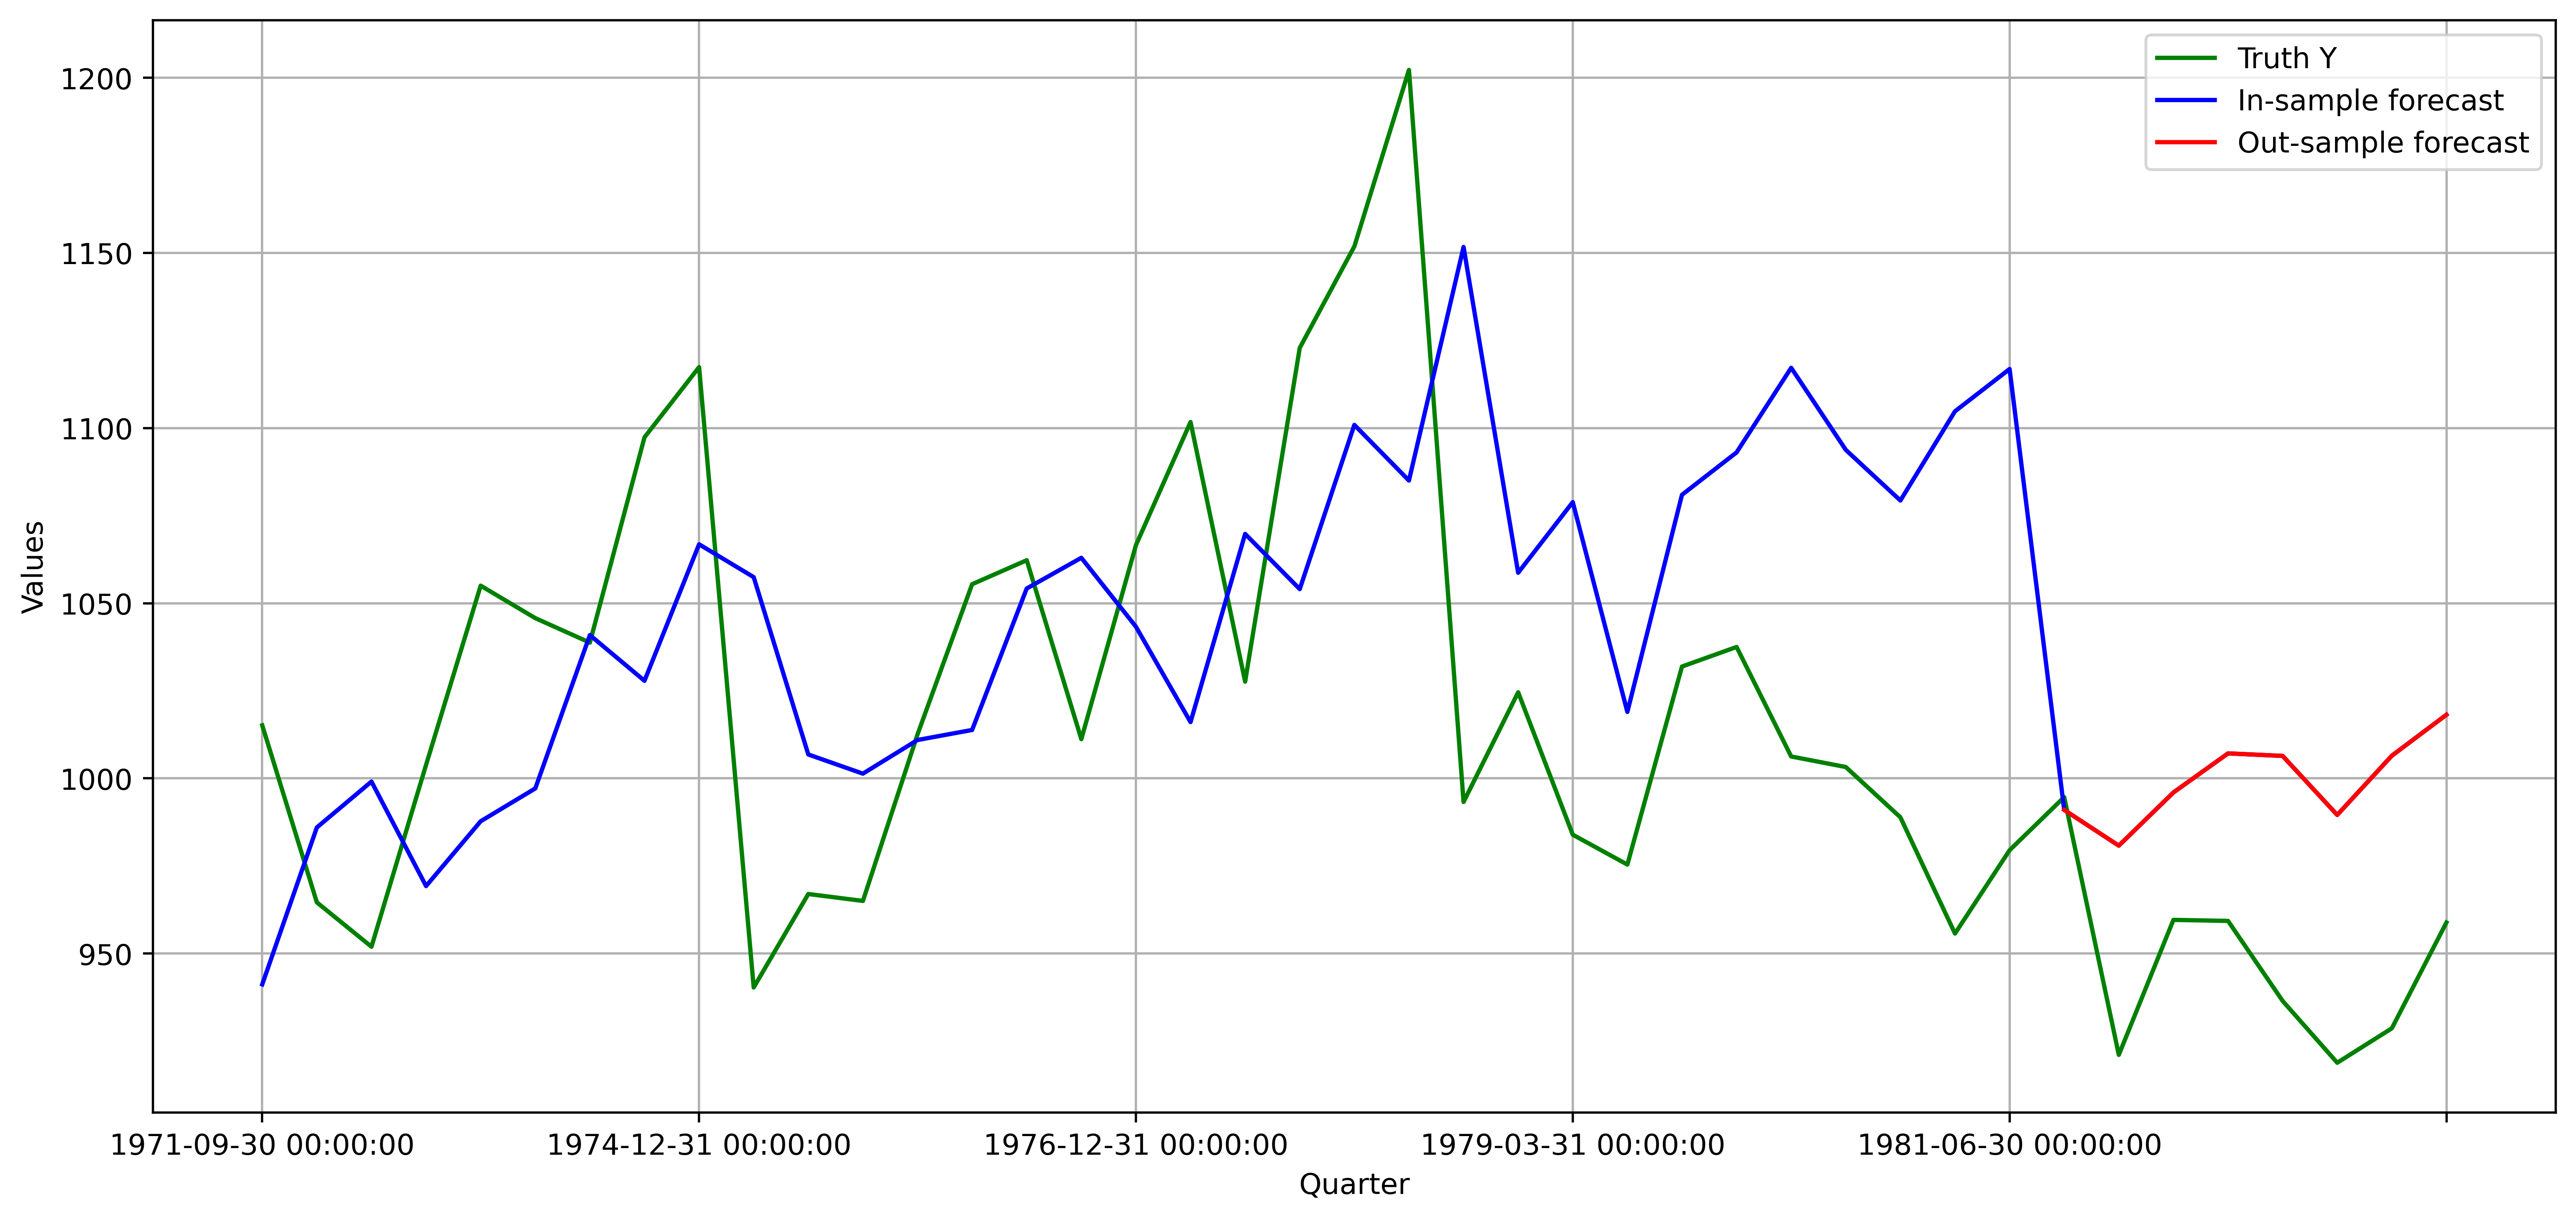 Truth Y
In-sample forecast
Out-sample forecast
1200
1150
1100
1050
1000
950
Values
1971-09-30 00:00:00
1974-12-31 00:00:00
1976-12-31 00:00:00
1979-03-31 00:00:00
1981-06-30 00:00:00
Quarter